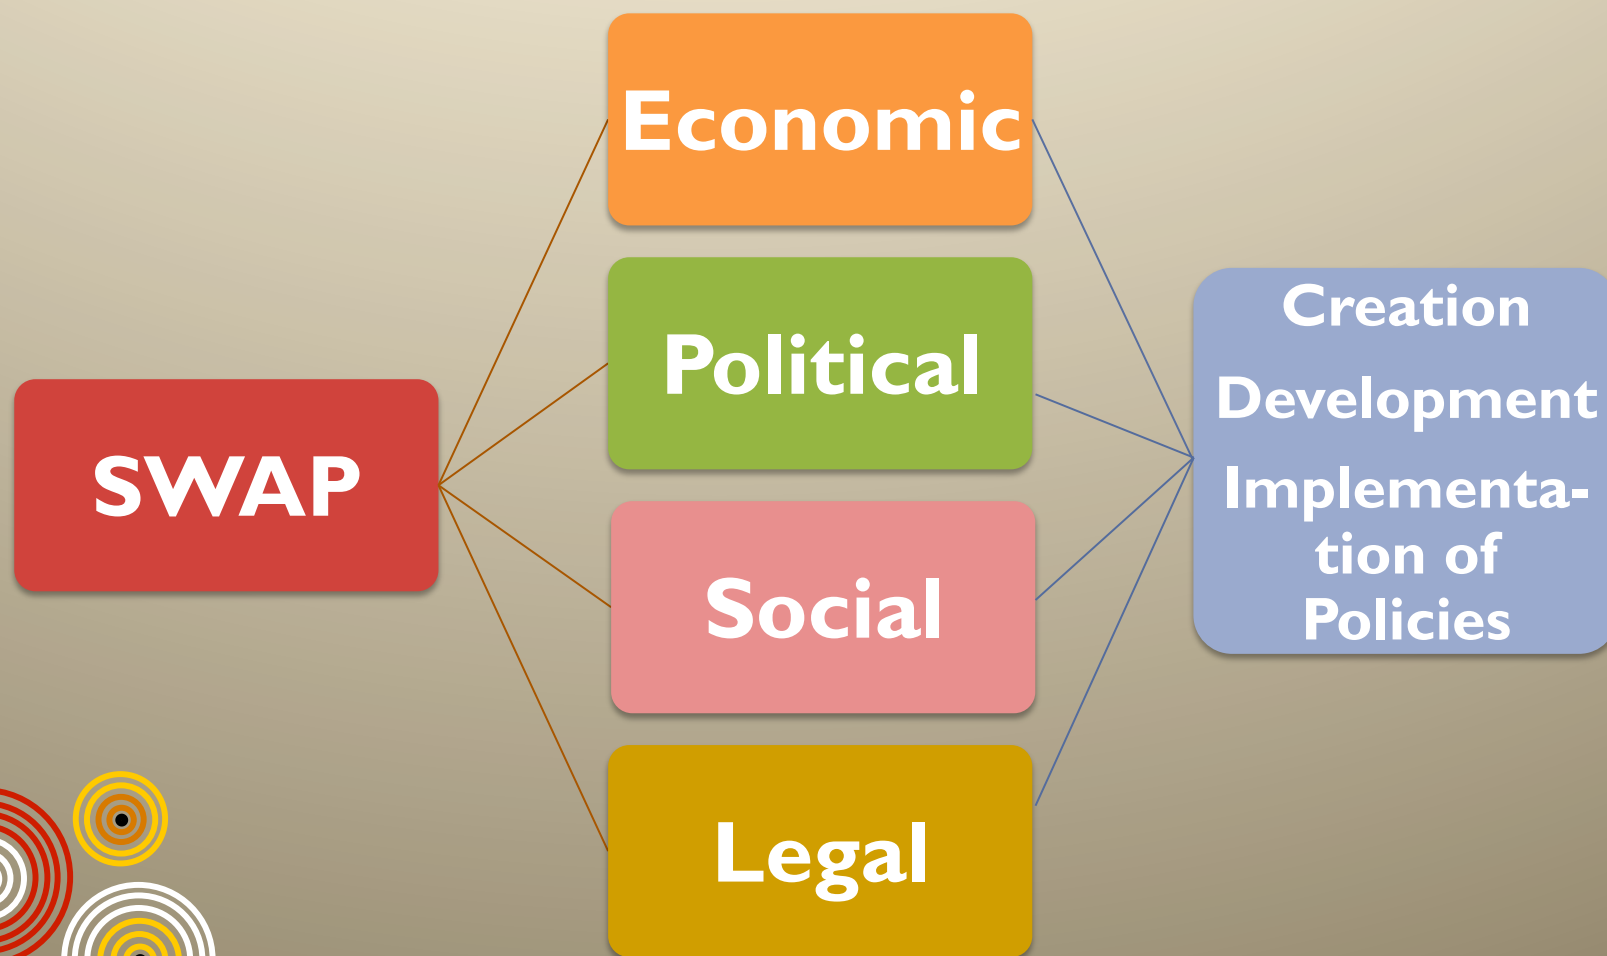 SWAP
Economic
Political
Social
Legal
Creation
Development
Implementa-
tion of
Policies